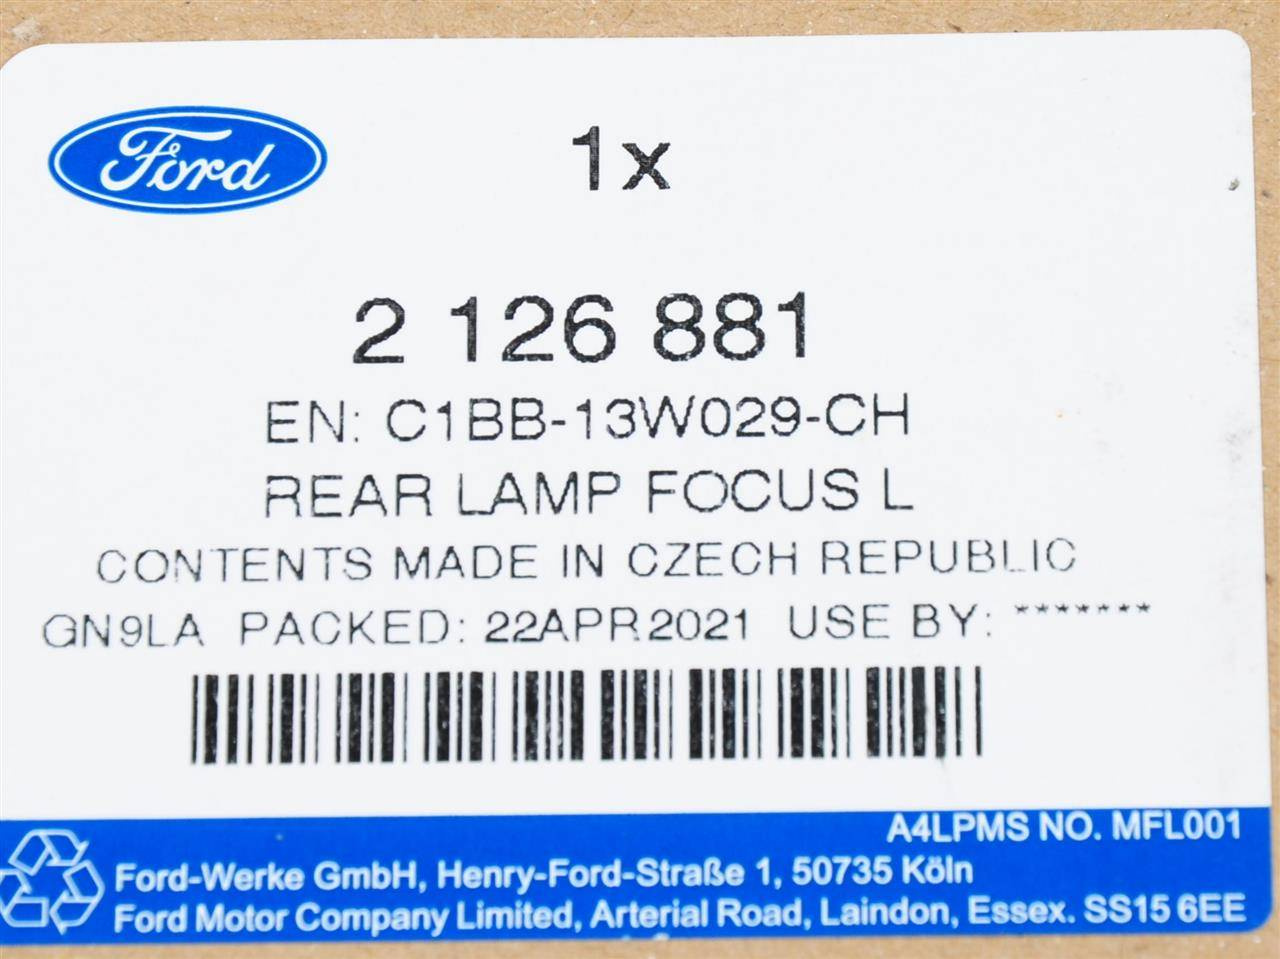 Ford
1x
2 126 881
EN: C1BB-13W029-CH
REAR LAMP FOCUS L
CONTENTS MADE IN CZECH REPUBLIC
GN9LA PACKED: 22APR2021 USE BY: *******
A4LPMS NO. MFL001
Ford-Werke GmbH, Henry-Ford-Straße 1, 50735 Köln
Ford Motor Company Limited, Arterial Road, Laindon, Essex. SS15 6EE